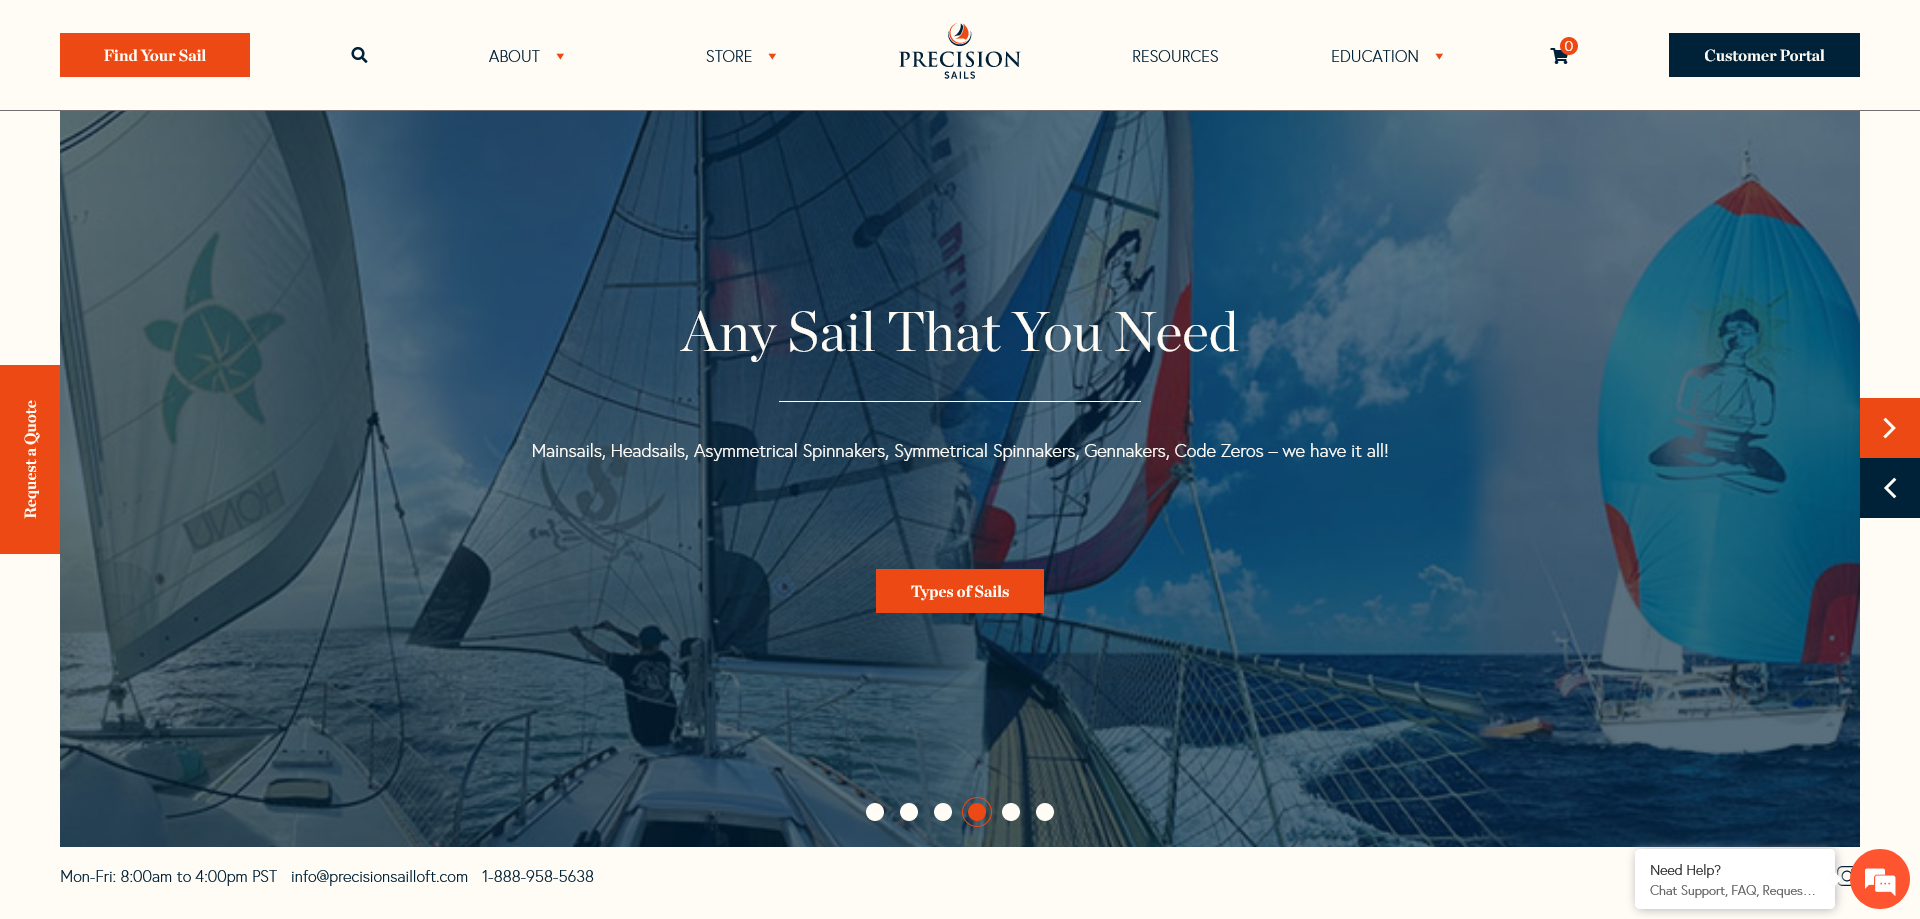 Find Your Sail
ABOUT
STORE
PRECISION
SAILS
RESOURCES
EDUCATION
0
Customer Portal
HONU
Any Sail That You Need
Request a Quote
Mainsails, Headsails, Asymmetrical Spinnakers, Symmetrical Spinnakers, Gennakers, Code Zeros – we have it all!
Types of Sails
Mon-Fri: 8:00am to 4:00pm PST
info@precisionsailloft.com
1-888-958-5638
Need Help?
Chat Support, FAQ, Reques...